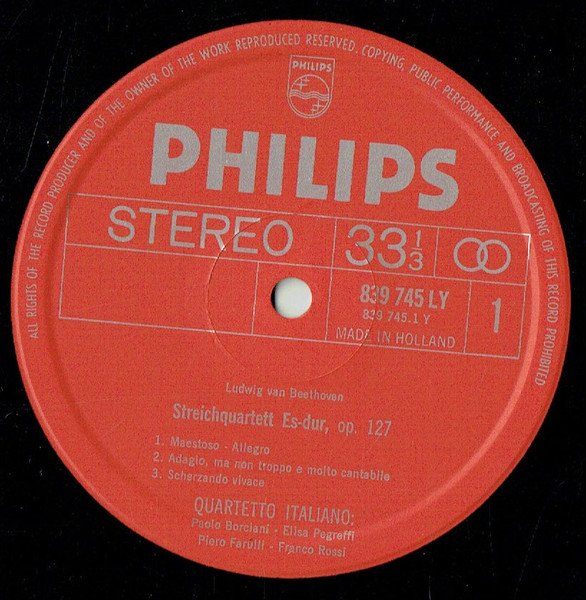 ALL RIGHTS OF THE RECORD PRODUCER AND OF THE OWNER OF THE WORK REPRODUCED RESERVED. COPYING, PUBLIC PERFORMANCE AND BROADCASTING OF THIS RECORD PROHIBITED
PHILIPS
PHILIPS
STEREO
33 1/3
839 745 LY
839 745.1 Y
1
MADE IN HOLLAND
Ludwig van Beethoven
Streichquartett Es-dur, op. 127
1. Maestoso - Allegro
2. Adagio, ma non troppo e molto cantabile
3. Scherzando vivace
QUARTETTO ITALIANO:
Paolo Borciani - Elisa Pegreffi
Piero Farulli - Franco Rossi